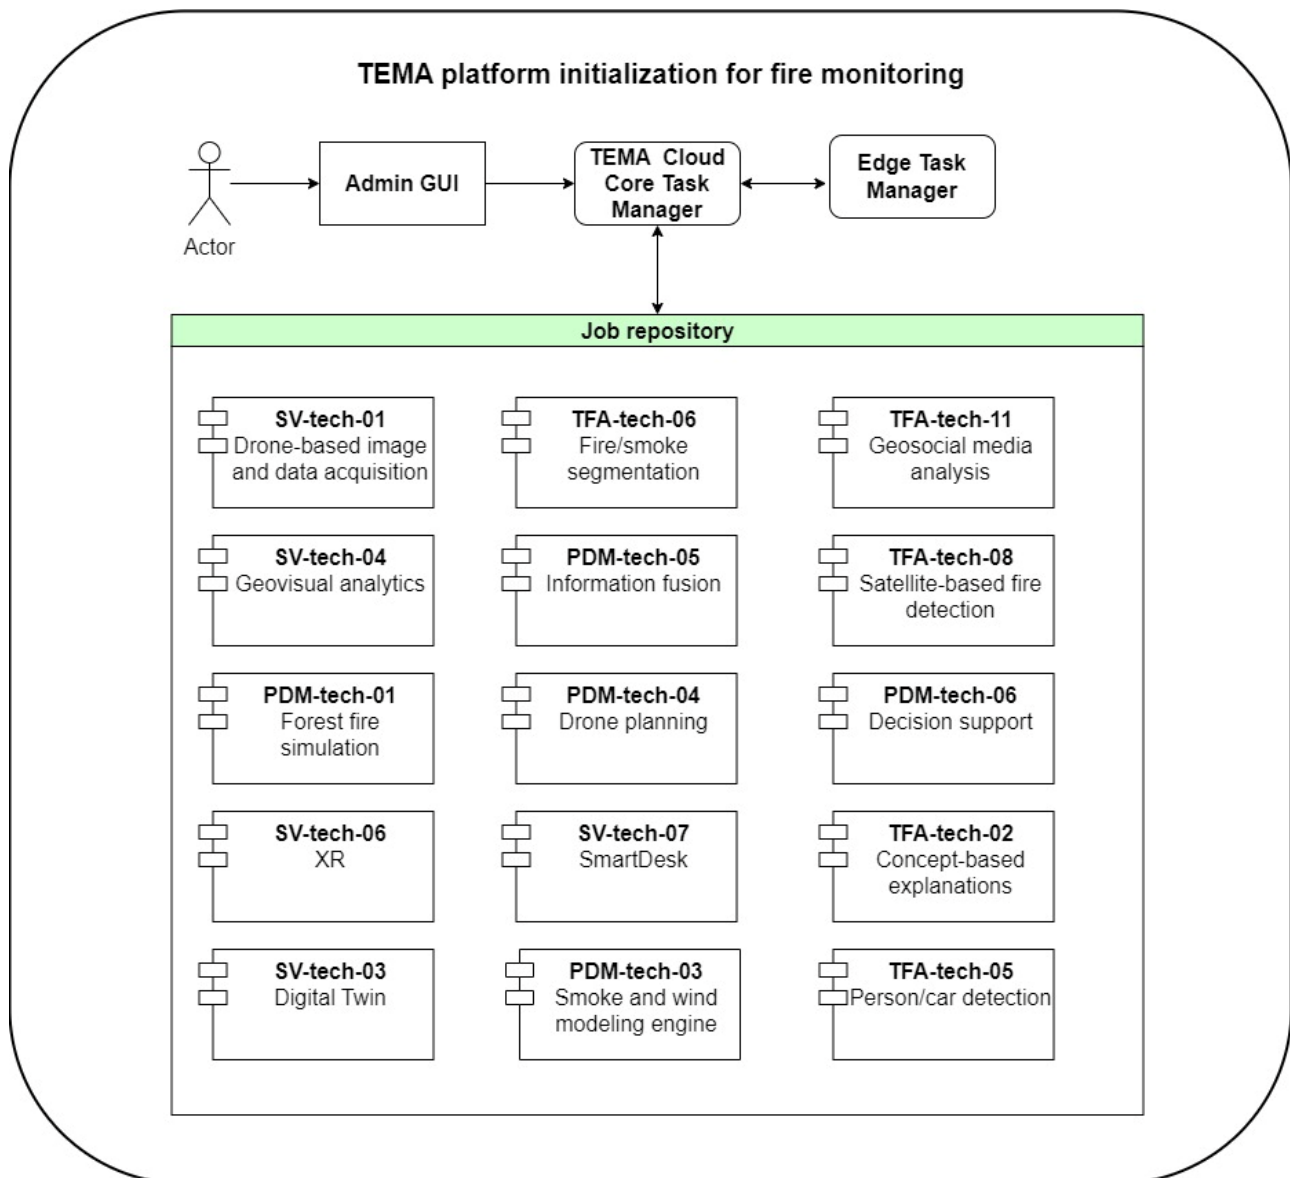 TEMA platform initialization for fire monitoring
Actor
Admin GUI
TEMA Cloud
Core Task
Manager
Edge Task
Manager
Job repository
SV-tech-01
Drone-based image
and data acquisition
TFA-tech-06
Fire/smoke
segmentation
TFA-tech-11
Geosocial media
analysis
SV-tech-04
Geovisual analytics
PDM-tech-05
Information fusion
TFA-tech-08
Satellite-based fire
detection
PDM-tech-01
Forest fire
simulation
PDM-tech-04
Drone planning
PDM-tech-06
Decision support
SV-tech-06
XR
SV-tech-07
SmartDesk
TFA-tech-02
Concept-based
explanations
SV-tech-03
Digital Twin
PDM-tech-03
Smoke and wind
modeling engine
TFA-tech-05
Person/car detection